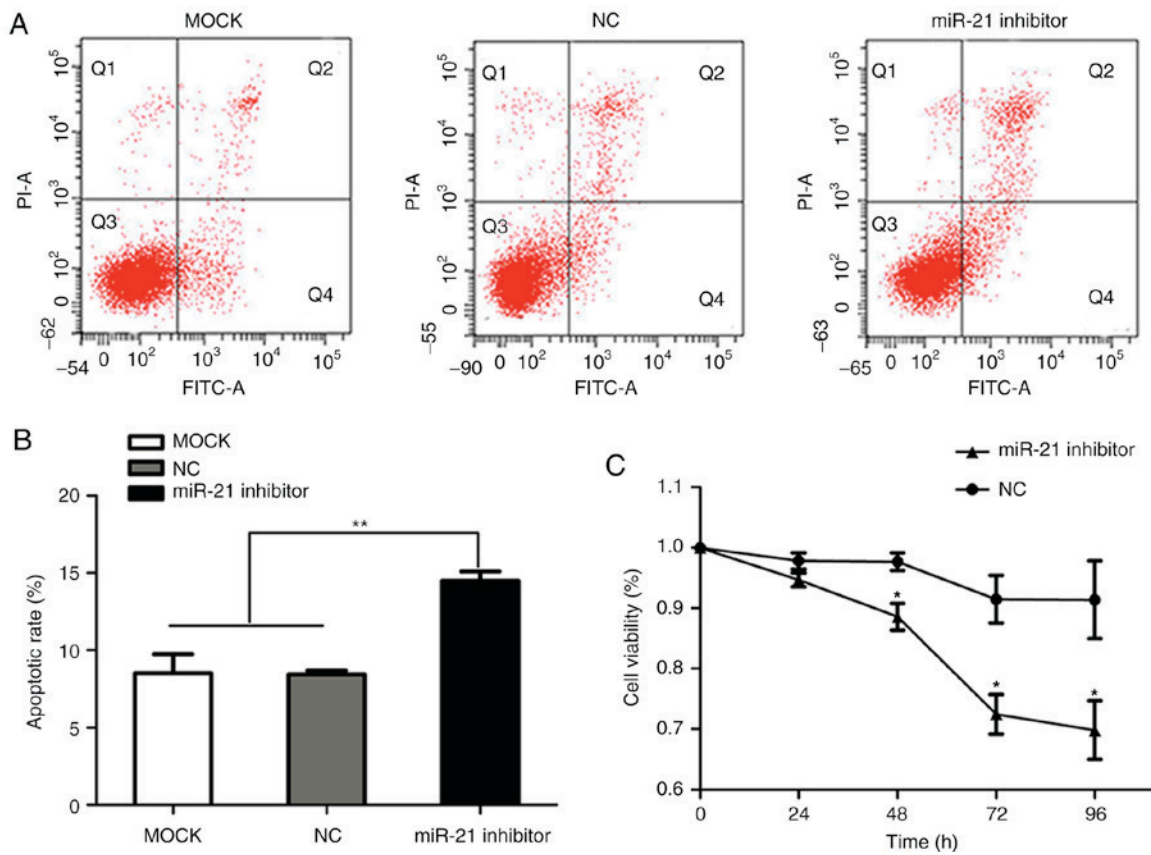 A
MOCK
NC
miR-21 inhibitor
Q1
Q2
Q3
Q4
PI-A
10^5
10^4
10^3
10^2
0
−62
−54
0
10^2
10^3
10^4
10^5
FITC-A
Q1
Q2
Q3
Q4
PI-A
10^5
10^4
10^3
10^2
0
−55
−90
0
10^2
10^3
10^4
10^5
FITC-A
Q1
Q2
Q3
Q4
PI-A
10^5
10^4
10^3
10^2
0
−63
−65
0
10^2
10^3
10^4
10^5
FITC-A
B
MOCK
NC
miR-21 inhibitor
Apoptotic rate (%)
20
15
10
5
0
**
MOCK
NC
miR-21 inhibitor
C
miR-21 inhibitor
NC
Cell viability (%)
1.1
1.0
0.9
0.8
0.7
0.6
*
*
*
0
24
48
72
96
Time (h)